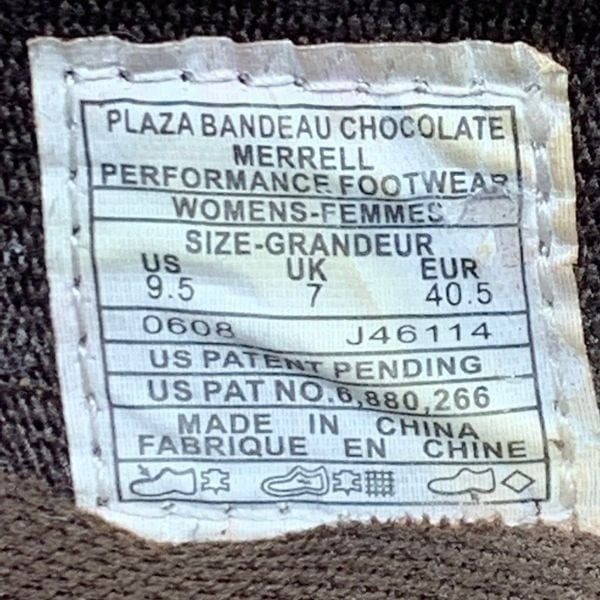 PLAZA BANDEAU CHOCOLATE
MERRELL
PERFORMANCE FOOTWEAR
WOMENS-FEMMES
SIZE-GRANDEUR
US UK EUR
9.5 7 40.5
0608 J46114
US PATENT PENDING
US PAT NO.6,880,266
MADE IN CHINA
FABRIQUE EN CHINE